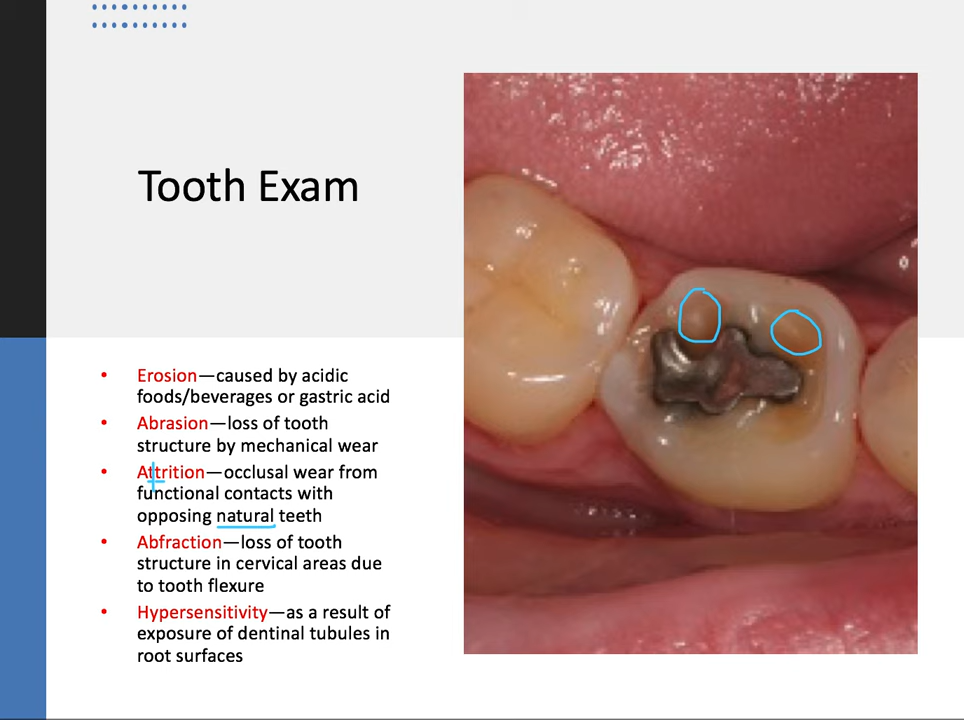 Tooth Exam
• Erosion—caused by acidic
foods/beverages or gastric acid
• Abrasion—loss of tooth
structure by mechanical wear
• Attrition—occlusal wear from
functional contacts with
opposing natural teeth
• Abfraction—loss of tooth
structure in cervical areas due
to tooth flexure
• Hypersensitivity—as a result of
exposure of dentinal tubules in
root surfaces